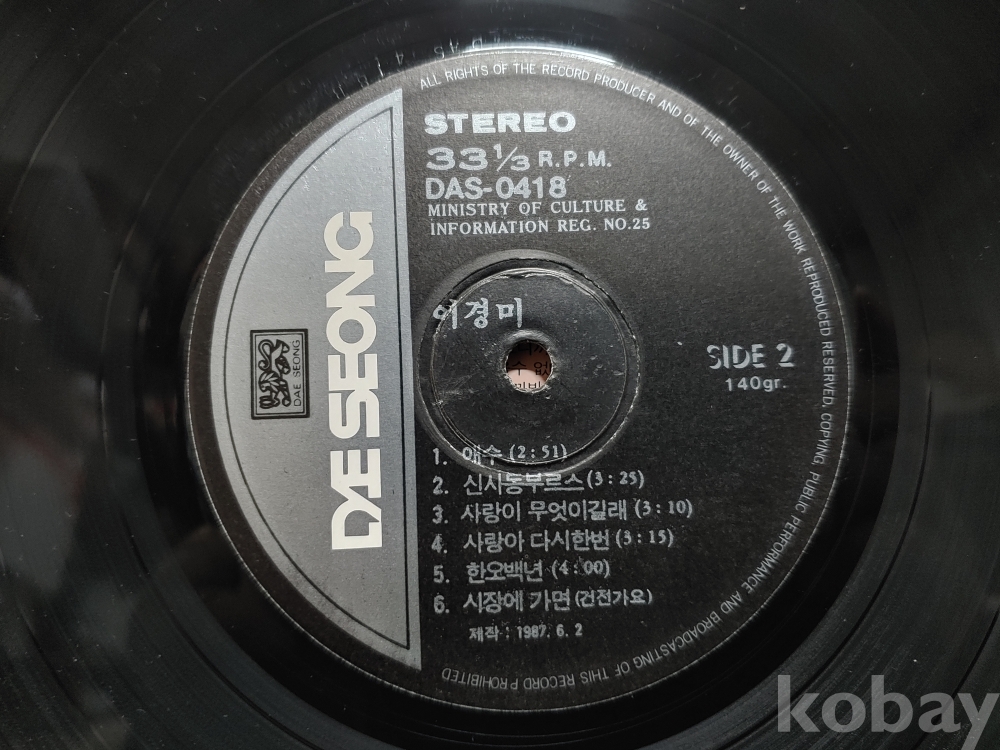 ALL RIGHTS OF THE RECORD PRODUCER AND OF THE OWNER OF THE WORK REPRODUCED RESERVED. COPYING, PUBLIC PERFORMANCE AND BROADCASTING OF THIS RECORD PROHIBITED
STEREO
33 1/3 R.P.M.
DAS-0418
MINISTRY OF CULTURE &
INFORMATION REG. NO.25
DAE SEONG
DAE SEONG
이경미
SIDE 2
140gr.
1. 애수 (2:51)
2. 신사동부르스 (3:25)
3. 사랑이 무엇이길래 (3:10)
4. 사랑아 다시한번 (3:15)
5. 한오백년 (4:00)
6. 시장에 가면 (건전가요)
제작: 1987. 6. 2
kobay